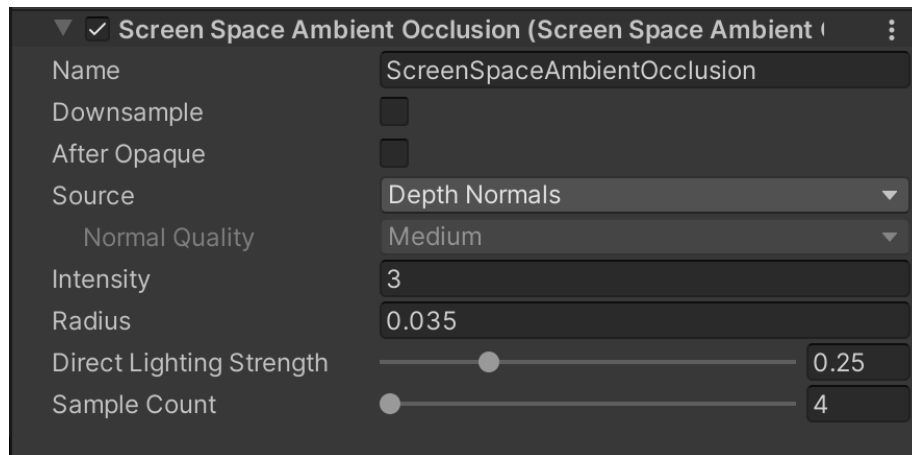 Screen Space Ambient Occlusion (Screen Space Ambient
Name ScreenSpaceAmbientOcclusion
Downsample
After Opaque
Source Depth Normals
Normal Quality Medium
Intensity 3
Radius 0.035
Direct Lighting Strength 0.25
Sample Count 4